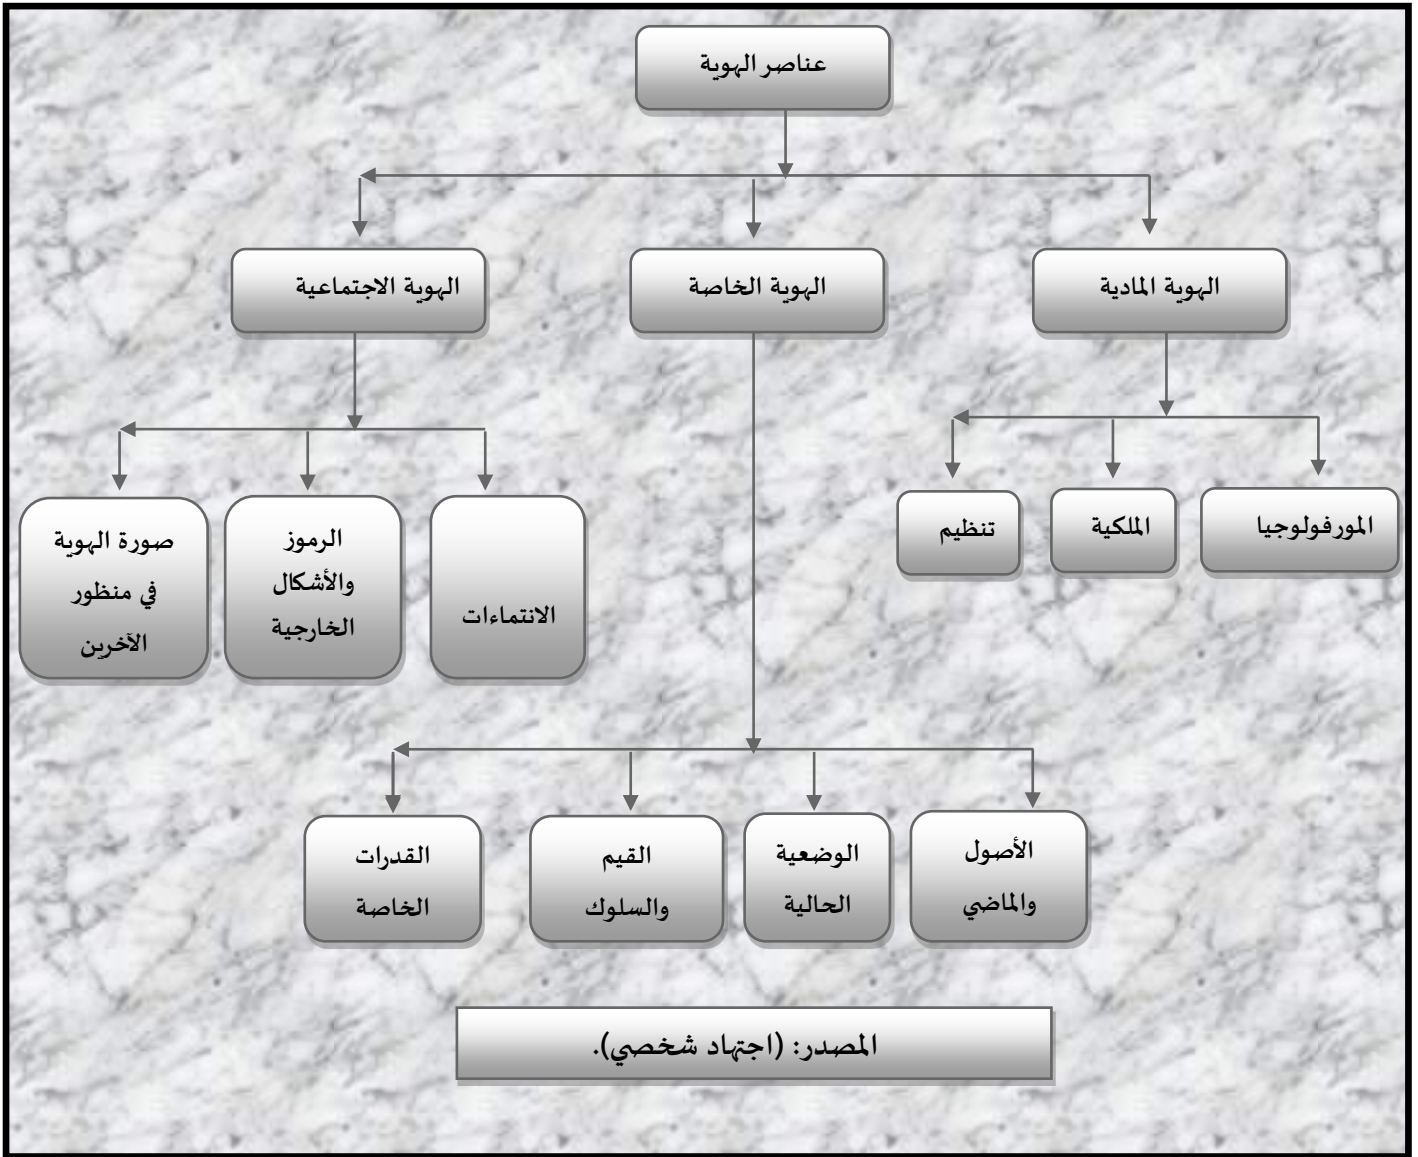 عناصر الهوية
الهوية المادية
الهوية الخاصة
الهوية الاجتماعية
المورفولوجيا
الملكية
تنظيم
الانتماءات
الرموز
والأشكال
الخارجية
صورة الهوية
في منظور
الآخرين
الأصول
والماضي
الوضعية
الحالية
القيم
والسلوك
القدرات
الخاصة
المصدر: (اجتهاد شخصي).